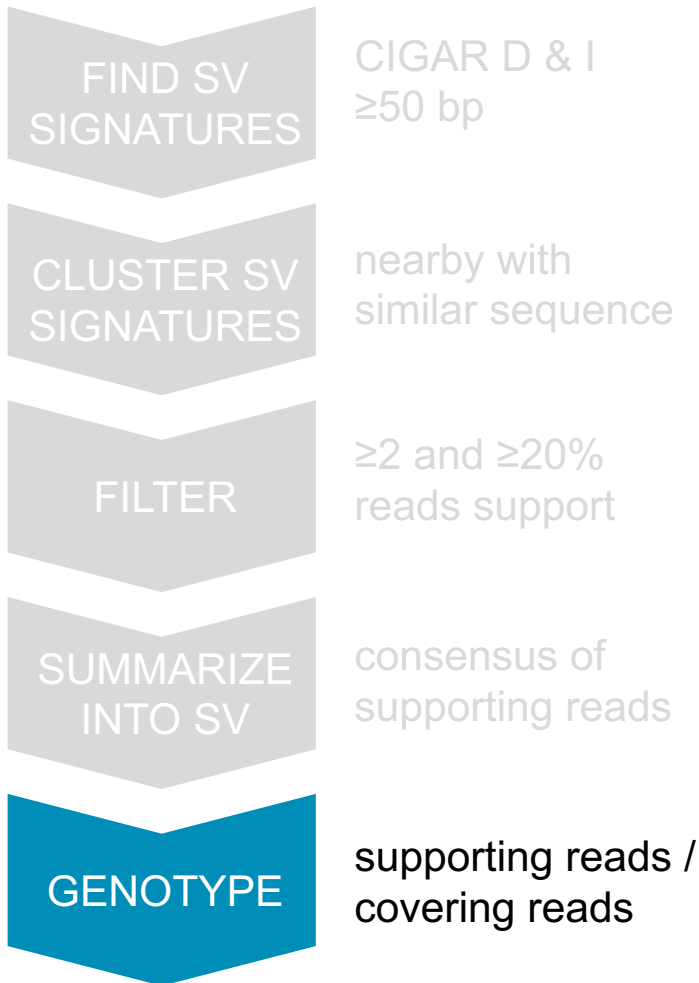 FIND SV
SIGNATURES
CIGAR D & I
≥50 bp
CLUSTER SV
SIGNATURES
nearby with
similar sequence
FILTER
≥2 and ≥20%
reads support
SUMMARIZE
INTO SV
consensus of
supporting reads
GENOTYPE
supporting reads /
covering reads